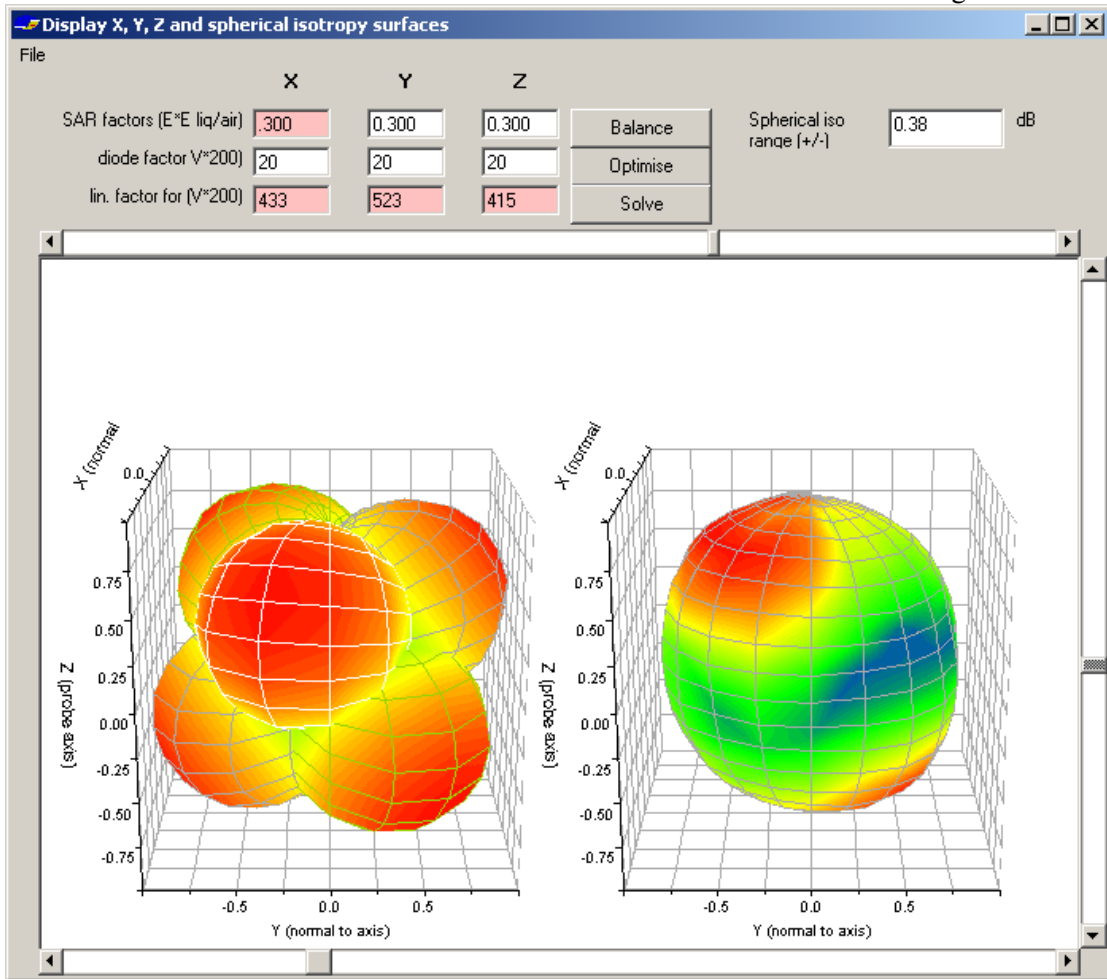 Display X, Y, Z and spherical isotropy surfaces
File
X Y Z
SAR factors (E*E liq/air) .300 0.300 0.300 Balance Spherical iso 0.38 dB
range (+/-)
diode factor V*200) 20 20 20 Optimise
lin. factor for (V*200) 433 523 415 Solve
X (normal
0.0
0.75
0.50
0.25
0.00
-0.25
-0.50
-0.75
Z (probe axis)
-0.5 0.0 0.5
Y (normal to axis)
X (normal
0.0
0.75
0.50
0.25
0.00
-0.25
-0.50
-0.75
Z (probe axis)
-0.5 0.0 0.5
Y (normal to axis)